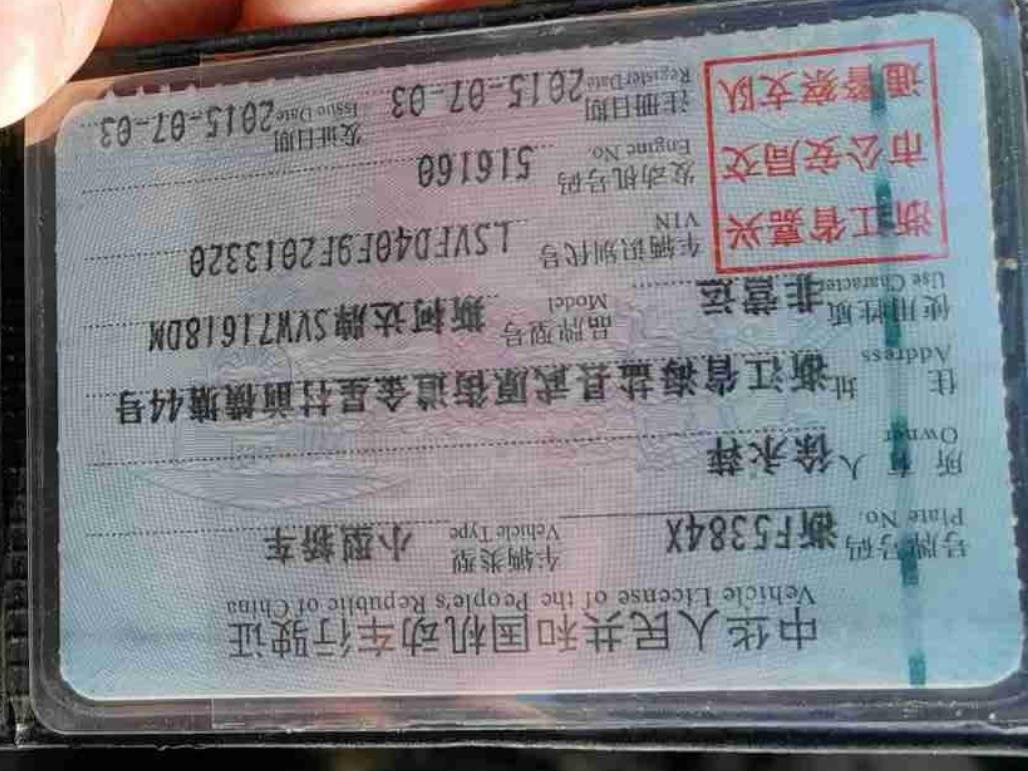 中华人民共和国机动车行驶证
Vehicle License of the People's Republic of China
号牌号码 浙F5384X 车辆类型 小型轿车
Plate No. Vehicle Type
所有人 徐永祥
Owner
住址 浙江省海盐县武原街道金星村前横塘44号
Address
使用性质 非营运 品牌型号 斯柯达牌SVW71618DM
Use Character Model
浙江省嘉兴
市公安局交
通警察支队
车辆识别代号 LSVFD40F9F2013320
VIN
发动机号码 516160
Engine No.
注册日期 2015-07-03 发证日期 2015-07-03
Register Date Issue Date